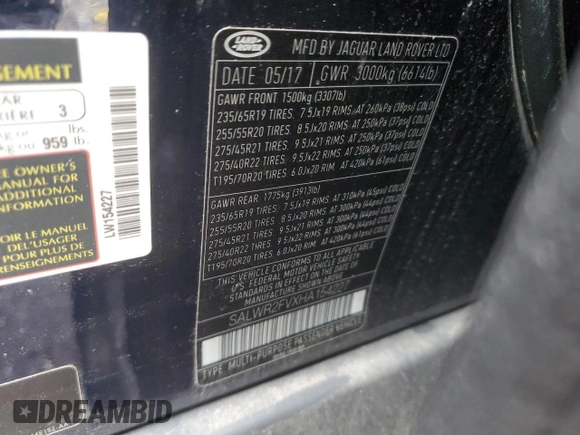 GEMENT
AR
RIÈRE 3
lbs.
959 lbs.
EE OWNER'S
MANUAL FOR
LW154227
DU MANUEL
DE L'USAGER
POUR PLUS DE
RENSEIGNEMENTS
LAND-
ROVER
MFD BY JAGUAR LAND ROVER LTD
DATE 05/17 GWR 3000kg (6614lb)
GAWR FRONT 1500kg (3307lb)
235/65R19 TIRES. 7.5Jx19 RIMS. AT 260kPa (38psi) COLD
255/55R20 TIRES. 8.5Jx20 RIMS. AT 250kPa (37psi) COLD
275/45R21 TIRES. 9.5Jx21 RIMS. AT 250kPa (37psi) COLD
275/40R22 TIRES. 9.5Jx22 RIMS. AT 250kPa (37psi) COLD
T195/70R20 TIRES. 6.0Jx20 RIM. AT 420kPa (61psi) COLD
GAWR REAR 1775kg (3913lb)
235/65R19 TIRES. 7.5Jx19 RIMS. AT 310kPa (45psi) COLD
255/55R20 TIRES. 8.5Jx20 RIMS. AT 300kPa (44psi) COLD
275/45R21 TIRES. 9.5Jx21 RIMS. AT 300kPa (44psi) COLD
275/40R22 TIRES. 9.5Jx22 RIMS. AT 300kPa (44psi) COLD
T195/70R20 TIRES. 6.0Jx20 RIM. AT 420kPa (61psi) COLD
THIS VEHICLE CONFORMS TO ALL APPLICABLE
U.S FEDERAL MOTOR VEHICLE SAFETY
STANDARDS IN EFFECT ON THE DATE OF
MANUFACTURE SHOWN ABOVE.
SALWR2FVXHA154227
TYPE: MULTI-PURPOSE PASSENGER VEHICLE
DREAMBID